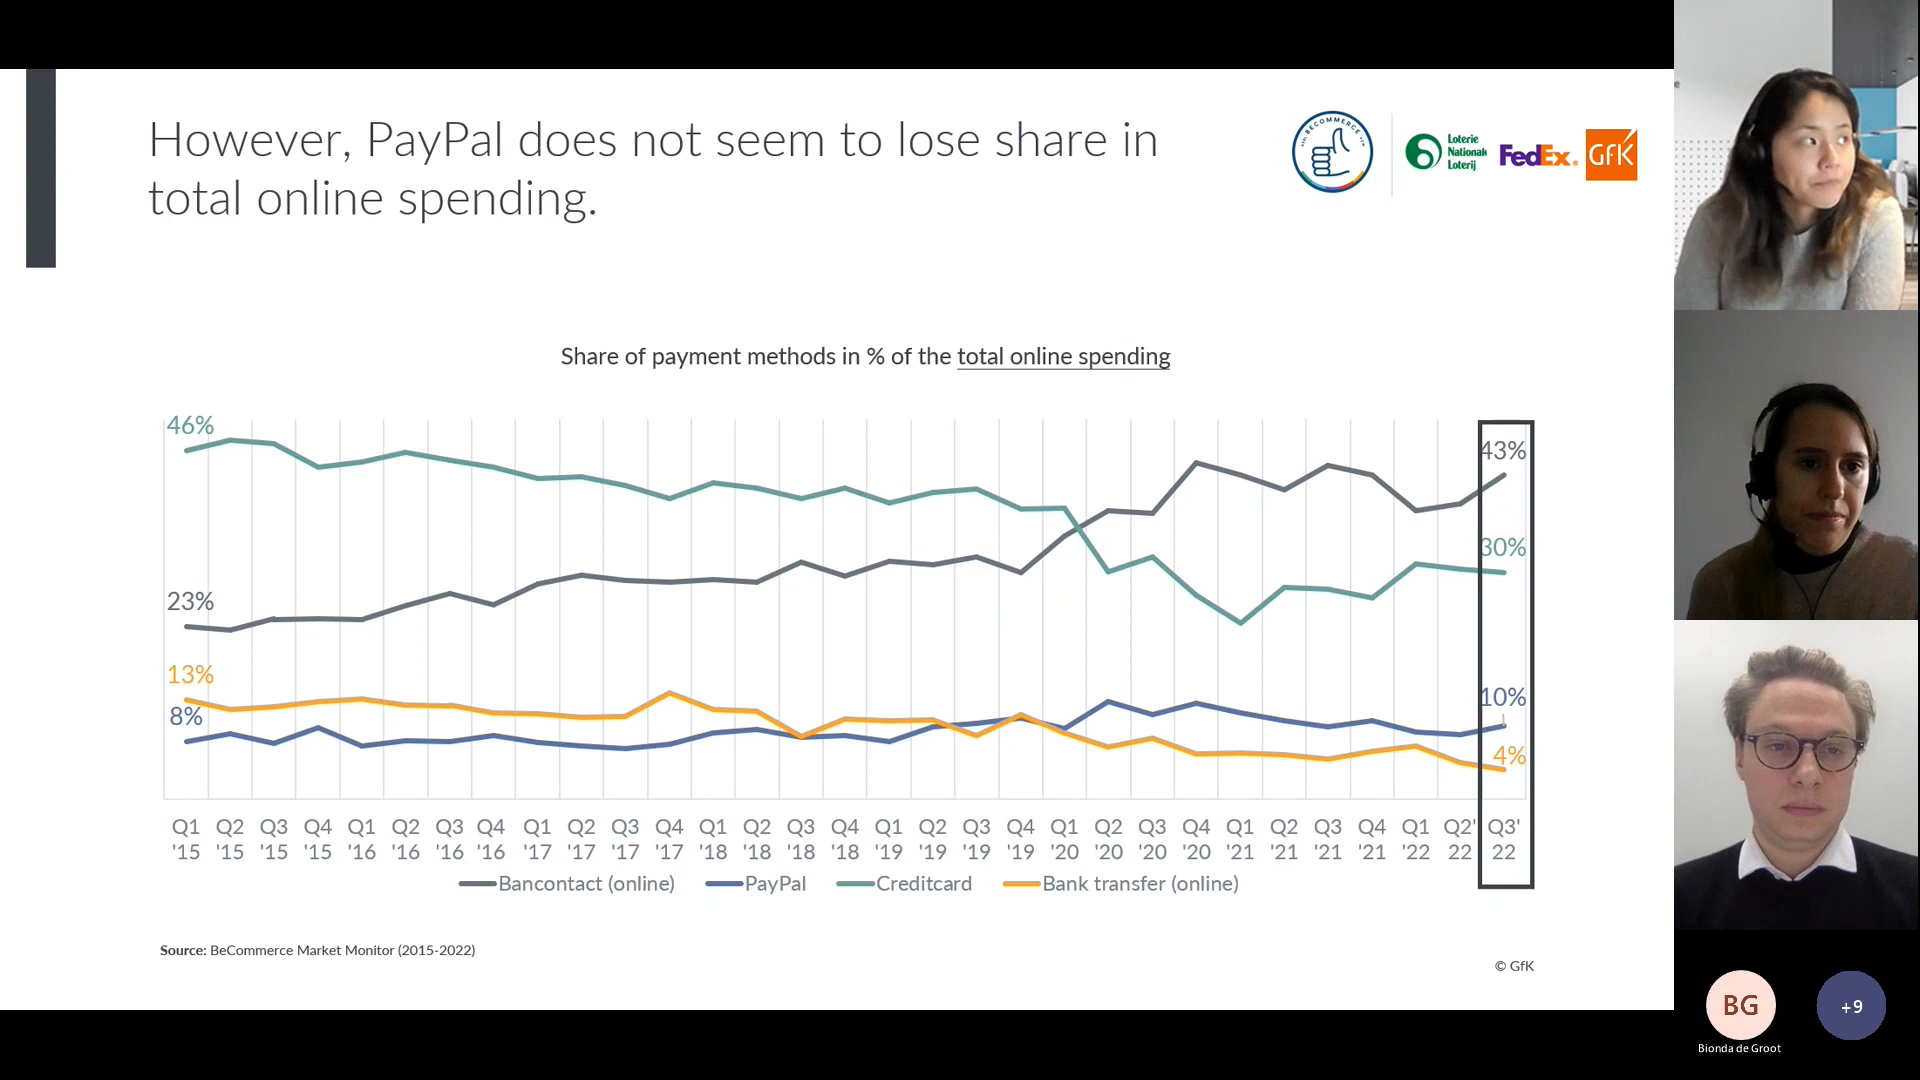 However, PayPal does not seem to lose share in
total online spending.
BECOMMERCE
Loterie
Nationale
Loterij
FedEx.
GfK
Share of payment methods in % of the total online spending
46%
23%
13%
8%
43%
30%
10%
4%
Q1 Q2 Q3 Q4 Q1 Q2 Q3 Q4 Q1 Q2 Q3 Q4 Q1 Q2 Q3 Q4 Q1 Q2 Q3 Q4 Q1 Q2 Q3 Q4 Q1 Q2 Q3 Q4 Q1 Q2' Q3'
'15 '15 '15 '15 '16 '16 '16 '16 '17 '17 '17 '17 '18 '18 '18 '18 '19 '19 '19 '19 '20 '20 '20 '20 '21 '21 '21 '21 '22 22 22
Bancontact (online) PayPal Creditcard Bank transfer (online)
Source: BeCommerce Market Monitor (2015-2022)
© GfK
BG
+9
Bionda de Groot